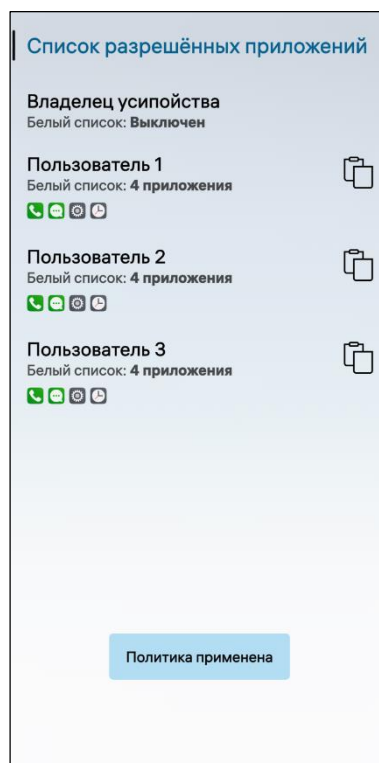 Список разрешённых приложений
Владелец усипойства
Белый список: Выключен
Пользователь 1
Белый список: 4 приложения
Пользователь 2
Белый список: 4 приложения
Пользователь 3
Белый список: 4 приложения
Политика применена